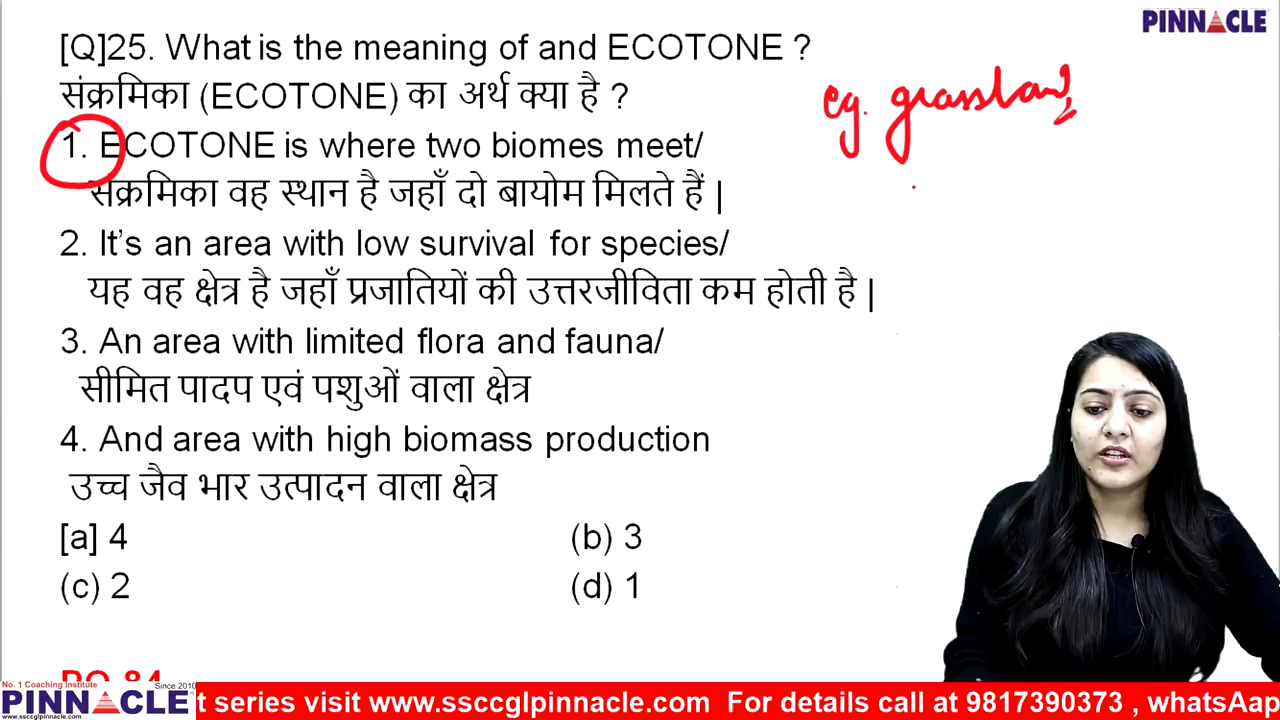 PINNACLE
[Q]25. What is the meaning of and ECOTONE ?
संक्रमिका (ECOTONE) का अर्थ क्या है ?
eg. grassland,
1. ECOTONE is where two biomes meet/
संक्रमिका वह स्थान है जहाँ दो बायोम मिलते हैं |
2. It's an area with low survival for species/
यह वह क्षेत्र है जहाँ प्रजातियों की उत्तरजीविता कम होती है |
3. An area with limited flora and fauna/
सीमित पादप एवं पशुओं वाला क्षेत्र
4. And area with high biomass production
उच्च जैव भार उत्पादन वाला क्षेत्र
[a] 4 (b) 3
(c) 2 (d) 1
No. 1 Coaching Institute Since 2010
PINNACLE
www.ssccglpinnacle.com
t series visit www.ssccglpinnacle.com For details call at 9817390373 , whatsAap